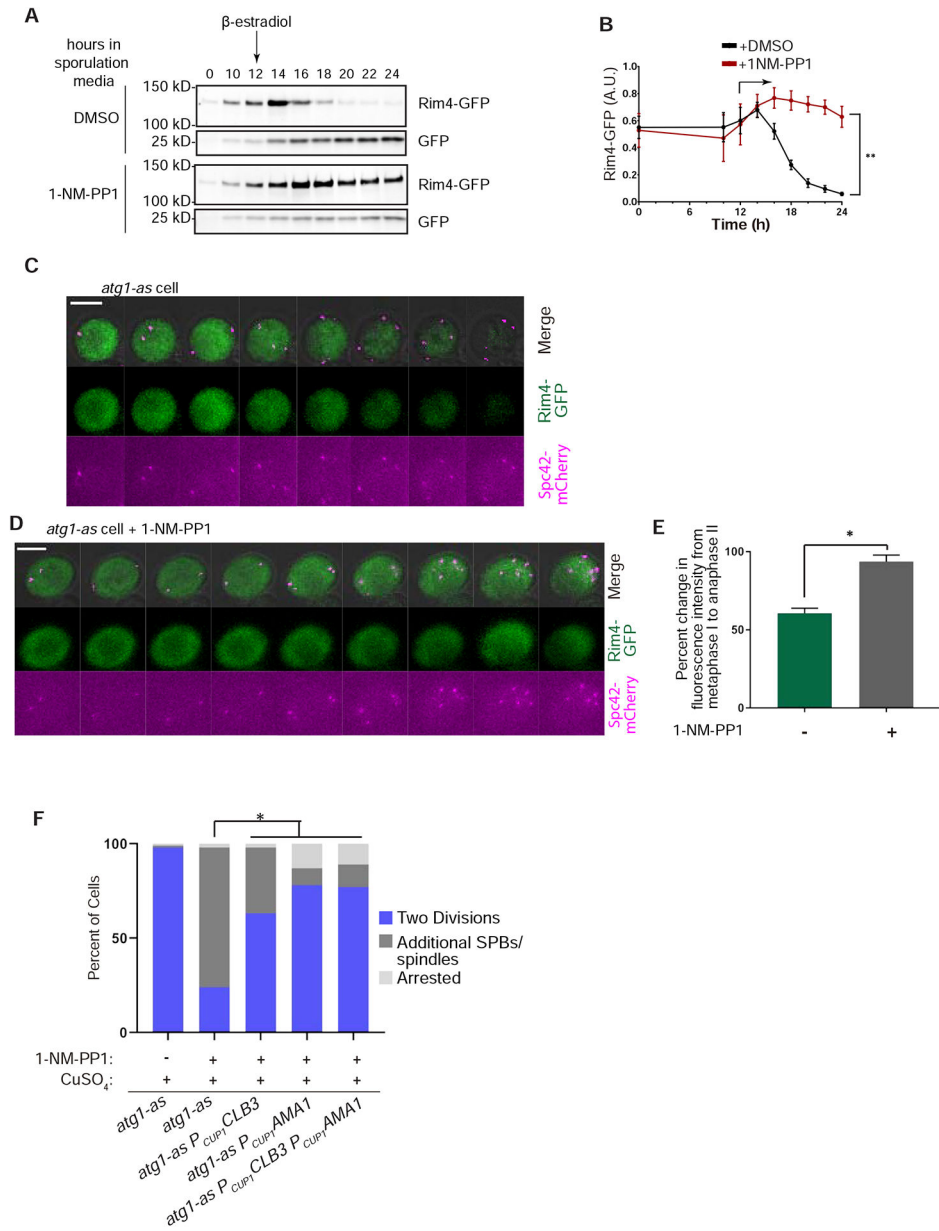 A
β-estradiol
hours in
sporulation
media
0 10 12 14 16 18 20 22 24
DMSO
150 kD
100 kD
Rim4-GFP
25 kD
GFP
1-NM-PP1
150 kD
100 kD
Rim4-GFP
25 kD
GFP
B
+DMSO
+1NM-PP1
Rim4-GFP (A.U.)
1.0
0.8
0.6
0.4
0.2
0.0
0 6 12 18 24
Time (h)
**
C
atg1-as cell
Merge
Rim4-
GFP
Spc42-
mCherry
D
atg1-as cell + 1-NM-PP1
Merge
Rim4-
GFP
Spc42-
mCherry
E
Percent change in
fluorescence intensity from
metaphase I to anaphase II
100
50
0
*
1-NM-PP1 - +
F
Percent of Cells
100
50
0
*
Two Divisions
Additional SPBs/
spindles
Arrested
1-NM-PP1: - + + + +
CuSO4: + + + + +
atg1-as
atg1-as
atg1-as PCUP1CLB3
atg1-as PCUP1AMA1
atg1-as PCUP1CLB3 PCUP1AMA1